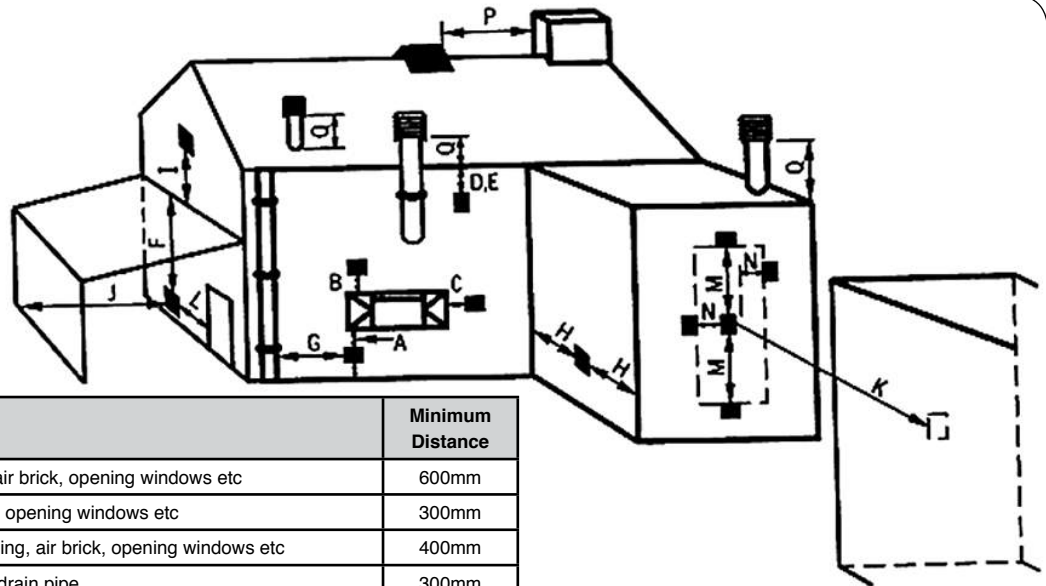 P
Q
Q
Q
D,E
I
F
B
C
N
M
J
L
G
A
H
N
H
M
K
Minimum
Distance
air brick, opening windows etc
600mm
opening windows etc
300mm
ing, air brick, opening windows etc
400mm
drain pipe
300mm